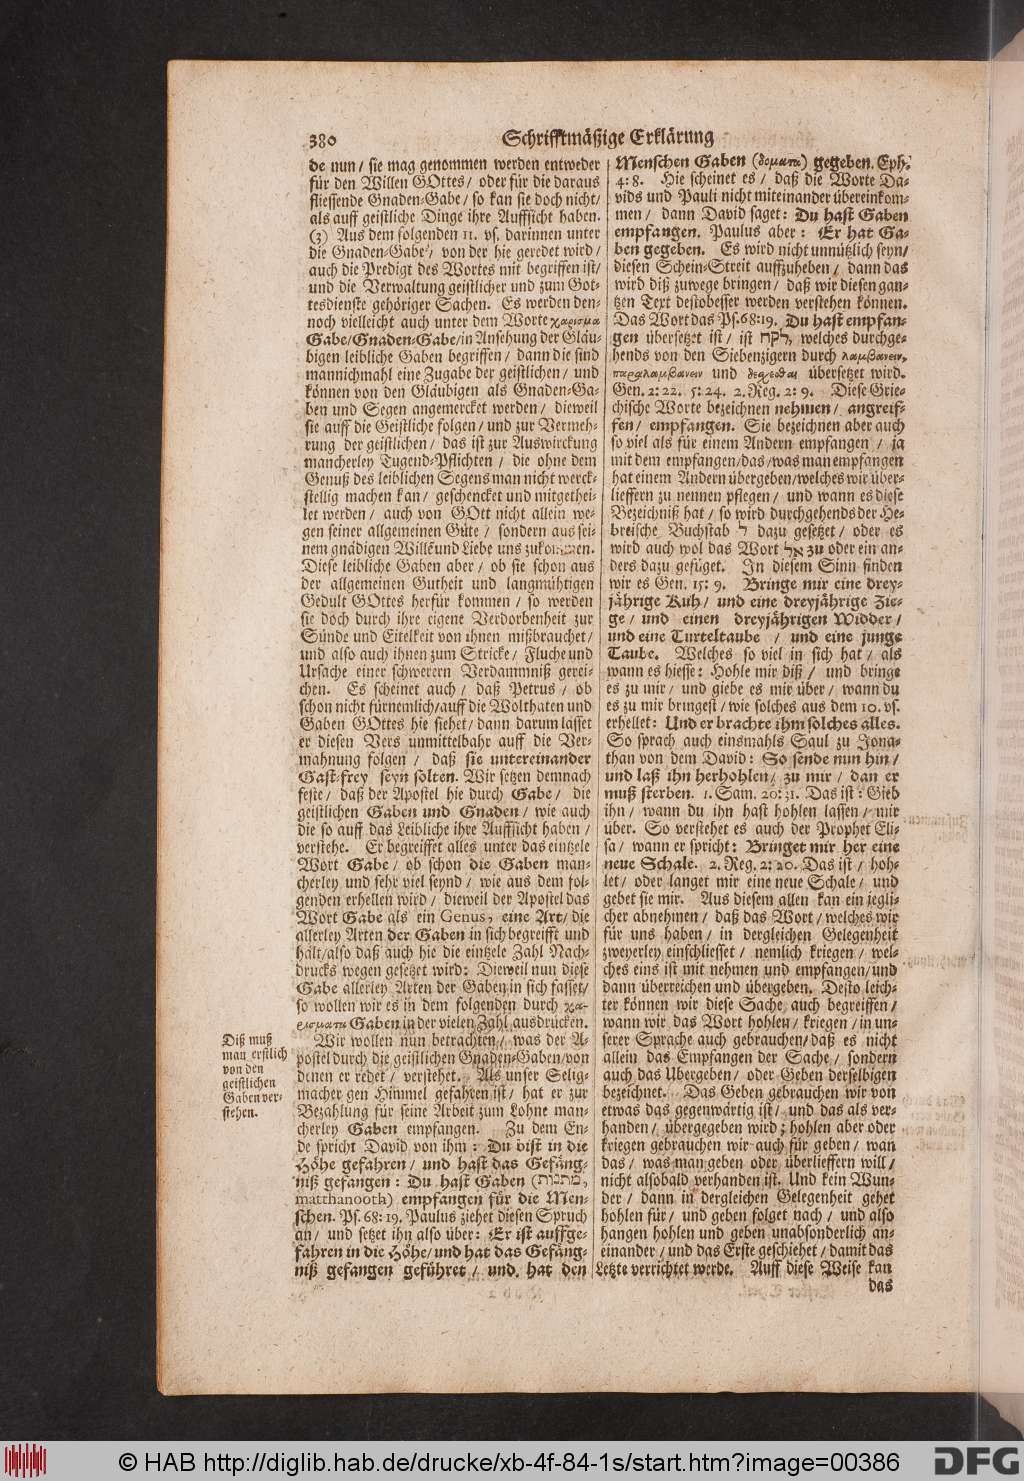 380 Schrifftmäßige Erklärung
de nun / sie mag genommen werden entweder
für den Willen GOttes / oder für die daraus
fliessende Gnaden-Gabe / so kan sie doch nicht /
als auff geistliche Dinge ihre Auffsicht haben.
(3) Aus dem folgenden 11. vs. darinnen unter
die Gnaden-Gabe / von der hie geredet wird /
auch die Predigt des Wortes mit begriffen ist /
und die Verwaltung geistlicher und zum Got-
tesdienste gehöriger Sachen. Es werden den-
noch vielleicht auch unter dem Worte χαρισμα
Gabe / Gnaden-Gabe / in Ansehung der Gläu-
bigen leibliche Gaben begriffen / dann die sind
mannichmahl eine Zugabe der geistlichen / und
können von den Gläubigen als Gnaden-Ga-
ben und Segen angemercket werden / dieweil
sie auff die Geistliche folgen / und zur Vermeh-
rung der geistlichen / das ist zur Auswirckung
mancherley Tugend-Pflichten / die ohne dem
Genuß des leiblichen Segens man nicht werck-
stellig machen kan / geschencket und mitgethei-
let werden / auch von GOtt nicht allein we-
gen seiner allgemeinen Güte / sondern aus sei-
nem gnädigen Willē und Liebe uns zukommen.
Diese leibliche Gaben aber / ob sie schon aus
der allgemeinen Gutheit und langmühtigen
Gedult GOttes herfür kommen / so werden
sie doch durch ihre eigene Verdorbenheit zur
Sünde und Eitelkeit von ihnen mißbrauchet /
und also auch ihnen zum Stricke / Fluche und
Ursache einer schwerern Verdammniß gerei-
chen. Es scheinet auch / daß Petrus / ob
schon nicht fürnemlich / auff die Wolthaten und
Gaben GOttes hie siehet / dann darum lasset
er diesen Vers unmittelbahr auff die Ver-
mahnung folgen / daß sie untereinander
Gast-frey seyn solten. Wir setzen demnach
feste / daß der Apostel hie durch Gabe / die
geistlichen Gaben und Gnaden / wie auch
die so auff das Leibliche ihre Auffsicht haben /
verstehe. Er begreiffet alles unter das eintzele
Wort Gabe / ob schon die Gaben man-
cherley und sehr viel seynd / wie aus dem fol-
genden erhellen wird / dieweil der Apostel das
Wort Gabe als ein Genus, eine Art / die
allerley Arten der Gaben in sich begreifft und
hält / also daß auch hie die eintzele Zahl Nach-
drucks wegen gesetzt wird: Dieweil nun diese
Gabe allerley Arten der Gaben in sich fasset /
so wollen wir es in dem folgenden durch χα-
ρισματα Gaben in der vielen Zahl ausdrücken.
Diß muß
man erstlich
von den
geistlichen
Gaben ver-
stehen.
Wir wollen nun betrachten / was der A-
postel durch die geistlichen Gnaden-Gaben / von
denen er redet / verstehet. Als unser Selig-
macher gen Himmel gefahren ist / hat er zur
Bezahlung für seine Arbeit zum Lohne man-
cherley Gaben empfangen. Zu dem En-
de spricht David von ihm: Du bist in die
Höhe gefahren / und hast das Gefäng-
niß gefangen: Du hast Gaben (מתנות,
matthanooth) empfangen für die Men-
schen. Ps. 68: 19. Paulus ziehet diesen Spruch
an / und setzet ihn also über: Er ist auffge-
fahren in die Höhe / und hat das Gefäng-
niß gefangen geführet / und hat den
Menschen Gaben (δοματα) gegeben. Eph.
4: 8. Hie scheinet es / daß die Worte Da-
vids und Pauli nicht miteinander übereinkom-
men / dann David saget: Du hast Gaben
empfangen. Paulus aber: Er hat Ga-
ben gegeben. Es wird nicht unnützlich seyn /
diesen Schein-Streit auffzuheben / dann das
wird diß zuwege bringen / daß wir diesen gan-
tzen Text destobesser werden verstehen können.
Das Wort das Ps. 68: 19. Du hast empfan-
gen übersetzet ist / ist לקח, welches durchge-
hends von den Siebenzigern durch λαμβανειν,
παραλαμβανειν und δεχεσθαι übersetzet wird.
Gen. 2: 22. 5: 24. 2. Reg. 2: 9. Diese Grie-
chische Worte bezeichnen nehmen / angreif-
fen / empfangen. Sie bezeichnen aber auch
so viel als für einem Andern empfangen / ja
mit dem empfangen / das / was man empfangen
hat einem Andern übergeben / welches wir über-
lieffern zu nennen pflegen / und wann es diese
Bezeichniß hat / so wird durchgehends der He-
breische Buchstab ל dazu gesetzet / oder es
wird auch wol das Wort אל zu oder ein an-
ders dazu gefüget. In diesem Sinn finden
wir es Gen. 15: 9. Bringe mir eine drey-
jährige Kuh / und eine dreyjährige Zie-
ge / und einen dreyjährigen Widder /
und eine Turteltaube / und eine junge
Taube. Welches so viel in sich hat / als
wann es hiesse: Hohle mir diß / und bringe
es zu mir / und giebe es mir über / wann du
es zu mir bringest / wie solches aus dem 10. vs.
erhellet: Und er brachte ihm solches alles.
So sprach auch einsmahls Saul zu Jona-
than von dem David: So sende nun hin /
und laß ihn herhohlen / zu mir / dan er
muß sterben. 1. Sam. 20: 31. Das ist: Gieb
ihn / wann du ihn hast hohlen lassen / mir
über. So verstehet es auch der Prophet Eli-
sa / wann er spricht: Bringet mir her eine
neue Schale. 2. Reg. 2: 20. Das ist / hoh-
let / oder langet mir eine neue Schale / und
gebet sie mir. Aus diesem allen kan ein jegli-
cher abnehmen / daß das Wort / welches wir
für uns haben / in dergleichen Gelegenheit
zweyerley einschliesset / nemlich kriegen / wel-
ches eins ist mit nehmen und empfangen / und
dann überreichen und übergeben. Desto leich-
ter können wir diese Sache auch begreiffen /
wann wir das Wort hohlen / kriegen / in un-
serer Sprache auch gebrauchen / daß es nicht
allein das Empfangen der Sache / sondern
auch das Ubergeben / oder Geben derselbigen
bezeichnet. Das Geben gebrauchen wir von
etwas das gegenwärtig ist / und das als ver-
handen / übergegeben wird; hohlen aber oder
kriegen gebrauchen wir auch für geben / wan
das / was man geben oder überlieffern will /
nicht alsobald verhanden ist. Und kein Wun-
der / dann in dergleichen Gelegenheit gehet
hohlen für / und geben folget nach / und also
hangen hohlen und geben unabsonderlich an-
einander / und das Erste geschiehet / damit das
Letzte verrichtet werde. Auff diese Weise kan
das
© HAB http://diglib.hab.de/drucke/xb-4f-84-1s/start.htm?image=00386
DFG